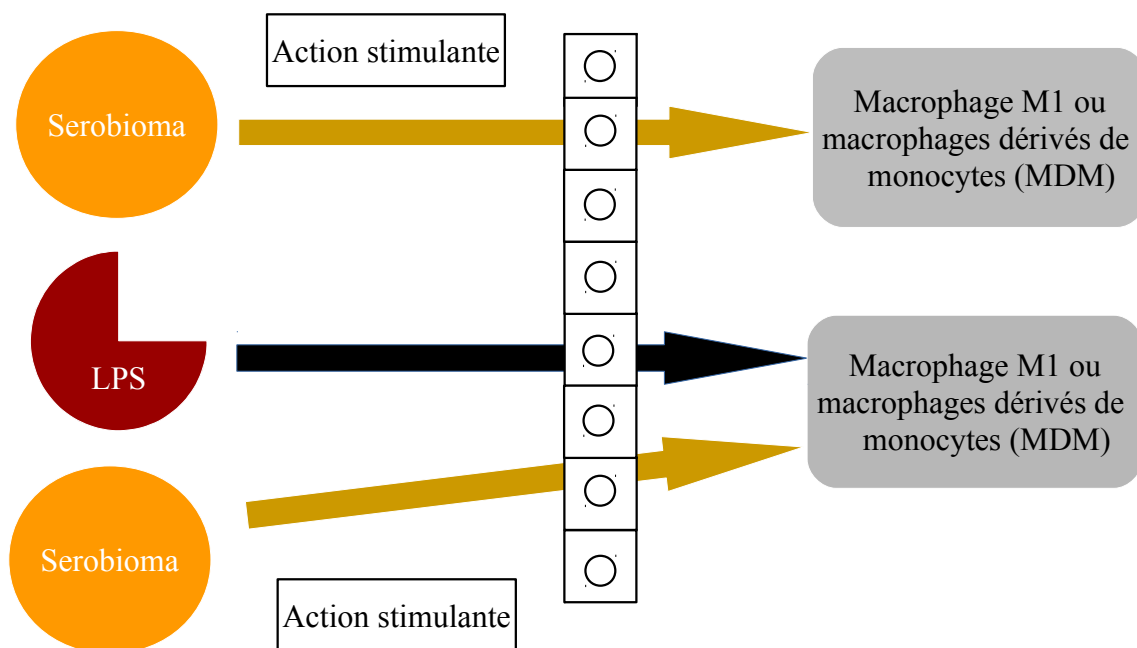 Action stimulante
Serobioma
Macrophage M1 ou
macrophages dérivés de
monocytes (MDM)
LPS
Macrophage M1 ou
macrophages dérivés de
monocytes (MDM)
Serobioma
Action stimulante